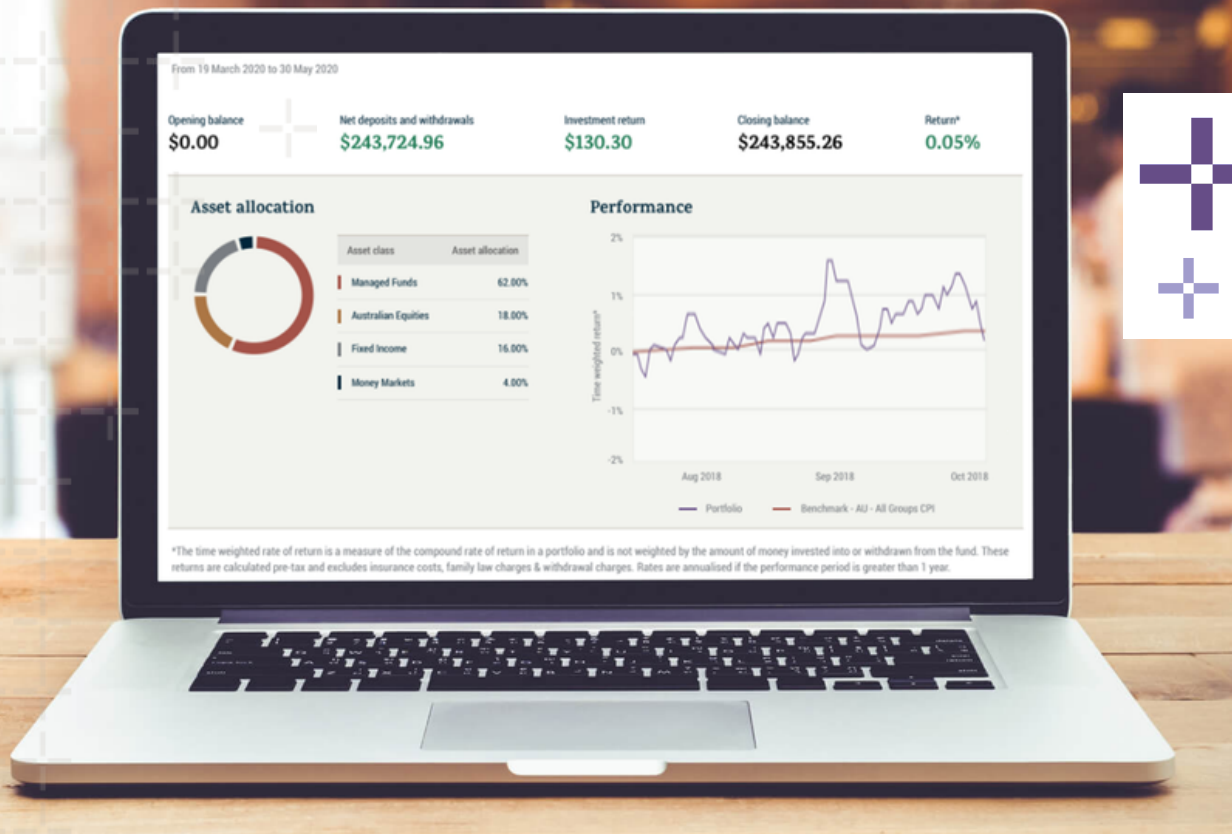 From 19 March 2020 to 30 May 2020
Opening balance
$0.00
Net deposits and withdrawals
$243,724.96
Investment return
$130.30
Closing balance
$243,855.26
Return*
0.05%
Asset allocation
Asset class Asset allocation
Managed Funds 62.00%
Australian Equities 18.00%
Fixed Income 16.00%
Money Markets 4.00%
Performance
Time weighted return*
2%
1%
0%
-1%
-2%
Aug 2018 Sep 2018 Oct 2018
Portfolio Benchmark - AU - All Groups CPI
*The time weighted rate of return is a measure of the compound rate of return in a portfolio and is not weighted by the amount of money invested into or withdrawn from the fund. These
returns are calculated pre-tax and excludes insurance costs, family law charges & withdrawal charges. Rates are annualised if the performance period is greater than 1 year.